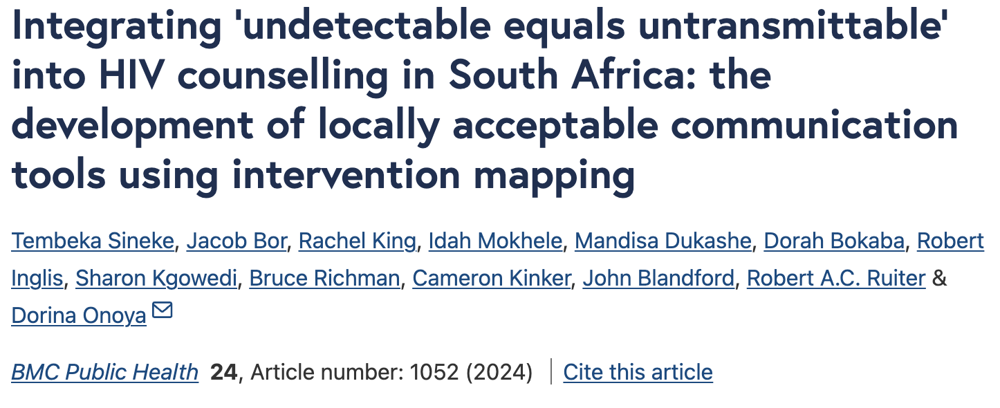 Integrating 'undetectable equals untransmittable'
into HIV counselling in South Africa: the
development of locally acceptable communication
tools using intervention mapping
Tembeka Sineke, Jacob Bor, Rachel King, Idah Mokhele, Mandisa Dukashe, Dorah Bokaba, Robert
Inglis, Sharon Kgowedi, Bruce Richman, Cameron Kinker, John Blandford, Robert A.C. Ruiter &
Dorina Onoya
BMC Public Health 24, Article number: 1052 (2024) | Cite this article